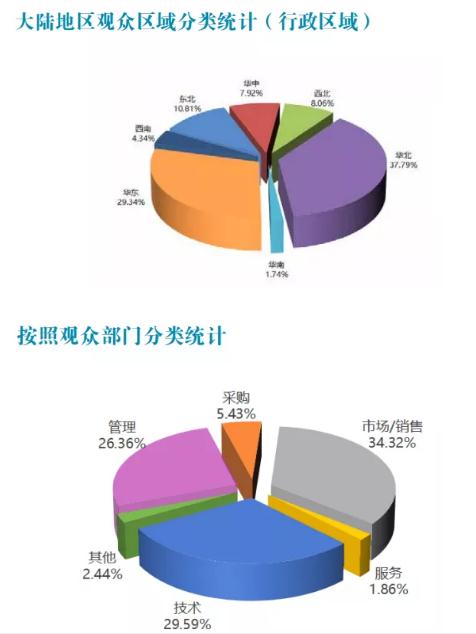 大陆地区观众区域分类统计（行政区域）
华中
7.92%
西北
8.06%
东北
10.81%
西南
4.34%
华北
37.79%
华东
29.34%
华南
1.74%
按照观众部门分类统计
采购
5.43%
管理
26.36%
市场/销售
34.32%
其他
2.44%
服务
1.86%
技术
29.59%